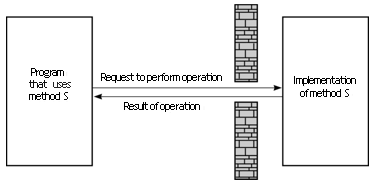 Program
that uses
method S
Request to perform operation
Result of operation
Implementation
of method S